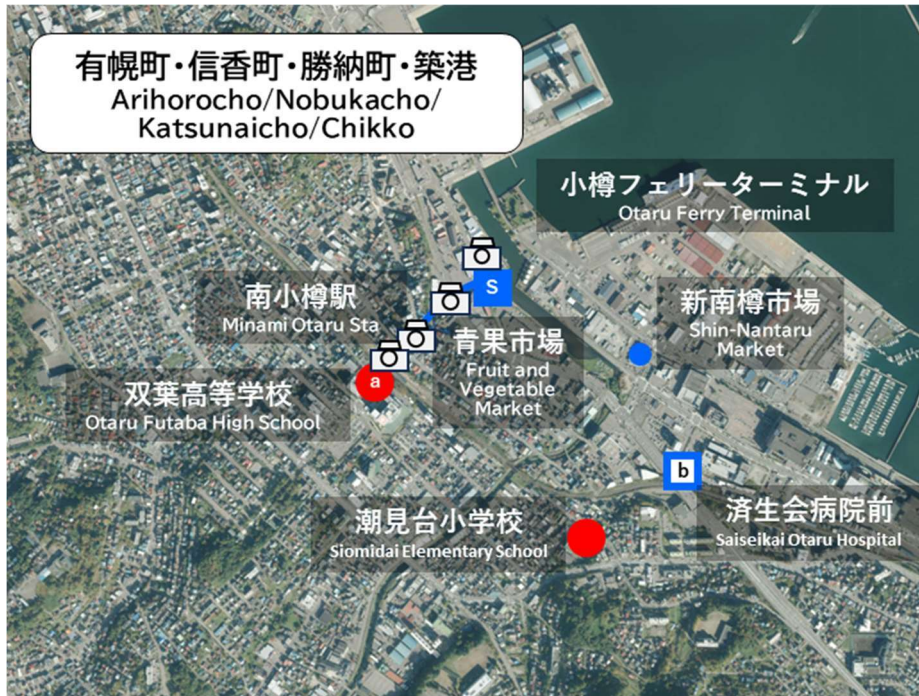 有幌町・信香町・勝納町・築港
Arihorocho/Nobukacho/
Katsunaicho/Chikko
小樽フェリーターミナル
Otaru Ferry Terminal
S
南小樽駅
Minami Otaru Sta
新南樽市場
Shin-Nantaru
Market
青果市場
Fruit and
Vegetable
Market
a
双葉高等学校
Otaru Futaba High School
b
済生会病院前
Saiseikai Otaru Hospital
潮見台小学校
Siomidai Elementary School